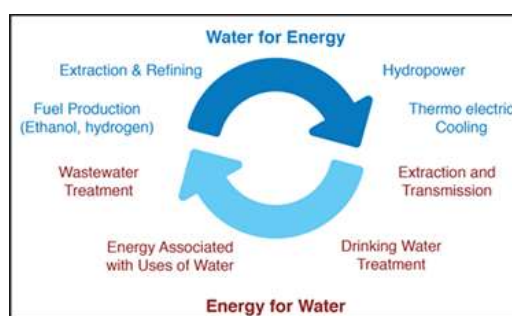 Water for Energy
Extraction & Refining
Hydropower
Fuel Production
(Ethanol, hydrogen)
Thermo electric
Cooling
Wastewater
Treatment
Extraction and
Transmission
Energy Associated
with Uses of Water
Drinking Water
Treatment
Energy for Water